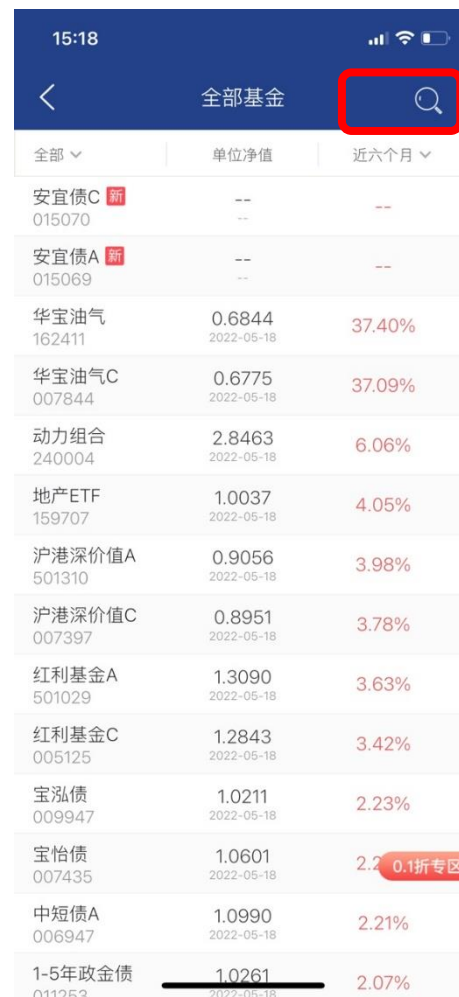 15:18
全部基金
全部 单位净值 近六个月
安宜债C 新 -- --
015070 --
安宜债A 新 -- --
015069 --
华宝油气 0.6844 37.40%
162411 2022-05-18
华宝油气C 0.6775 37.09%
007844 2022-05-18
动力组合 2.8463 6.06%
240004 2022-05-18
地产ETF 1.0037 4.05%
159707 2022-05-18
沪港深价值A 0.9056 3.98%
501310 2022-05-18
沪港深价值C 0.8951 3.78%
007397 2022-05-18
红利基金A 1.3090 3.63%
501029 2022-05-18
红利基金C 1.2843 3.42%
005125 2022-05-18
宝泓债 1.0211 2.23%
009947 2022-05-18
宝怡债 1.0601 2.2 0.1折专区
007435 2022-05-18
中短债A 1.0990 2.21%
006947 2022-05-18
1-5年政金债 1.0261 2.07%
011253 2022-05-18